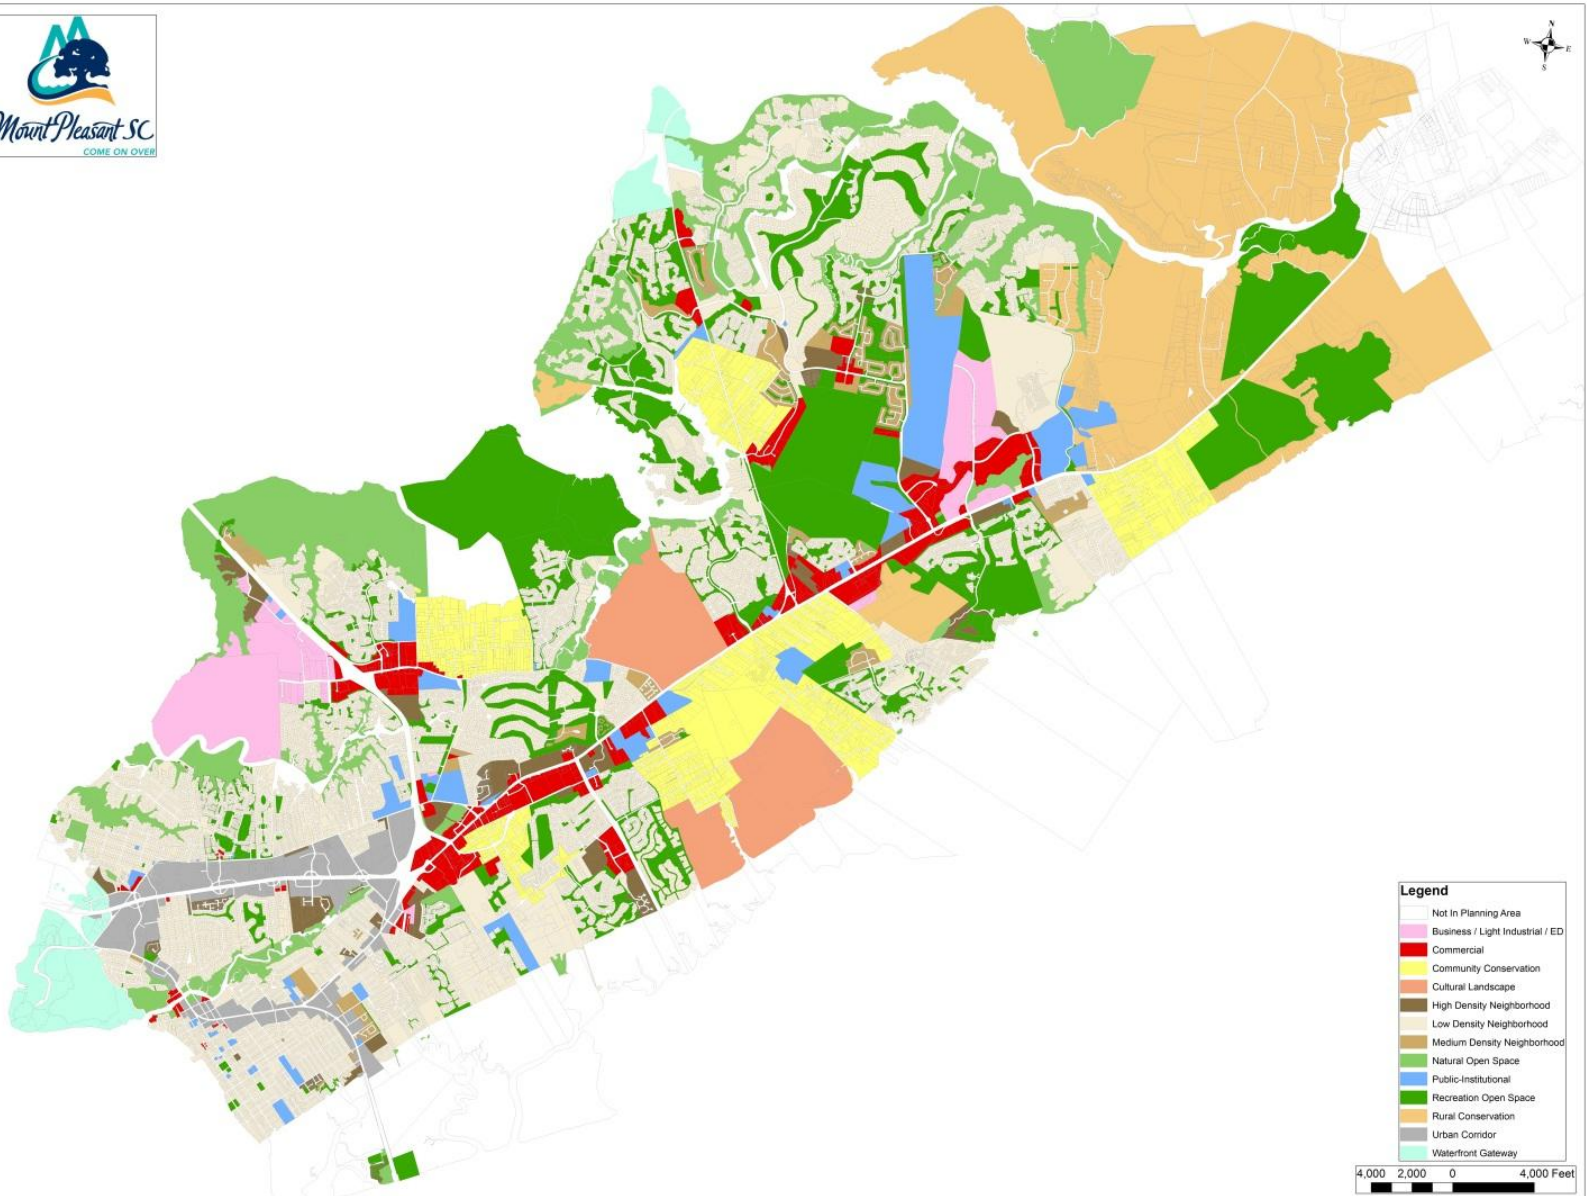 Mount Pleasant SC
COME ON OVER
N
W E
S
Legend
Not In Planning Area
Business / Light Industrial / ED
Commercial
Community Conservation
Cultural Landscape
High Density Neighborhood
Low Density Neighborhood
Medium Density Neighborhood
Natural Open Space
Public-Institutional
Recreation Open Space
Rural Conservation
Urban Corridor
Waterfront Gateway
4,000 2,000 0 4,000 Feet